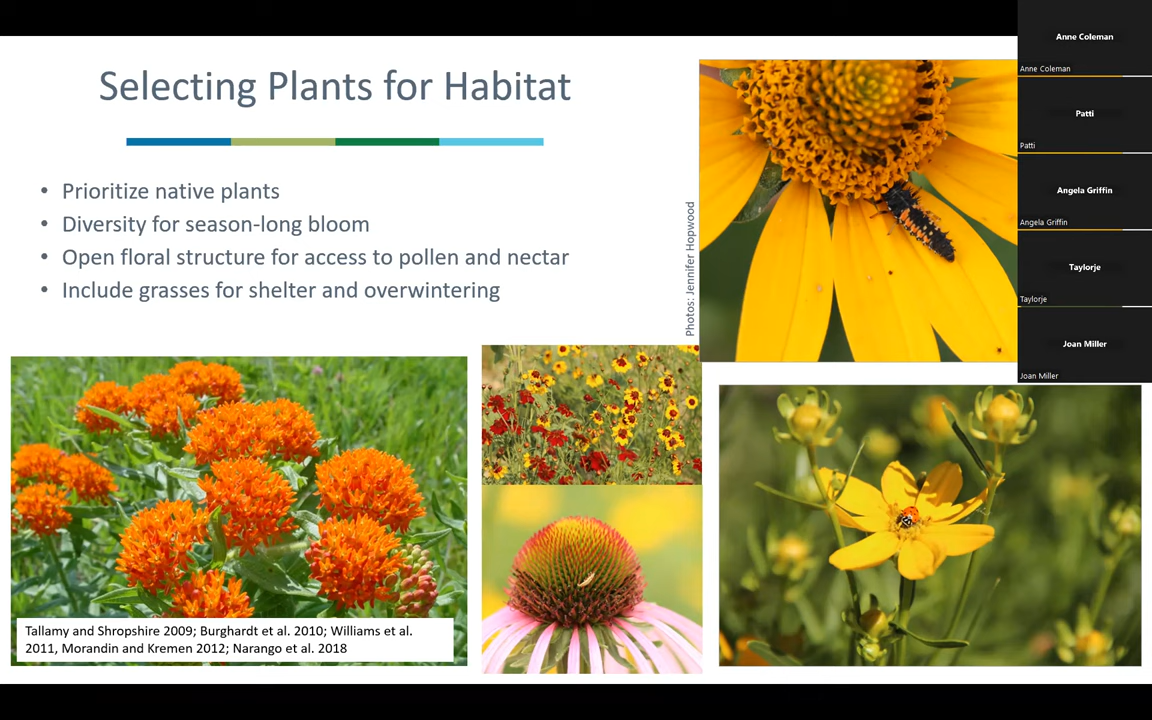 Selecting Plants for Habitat
• Prioritize native plants
• Diversity for season-long bloom
• Open floral structure for access to pollen and nectar
• Include grasses for shelter and overwintering
Photos: Jennifer Hopwood
Tallamy and Shropshire 2009; Burghardt et al. 2010; Williams et al.
2011, Morandin and Kremen 2012; Narango et al. 2018
Anne Coleman
Anne Coleman
Patti
Patti
Angela Griffin
Angela Griffin
Taylorje
Taylorje
Joan Miller
Joan Miller